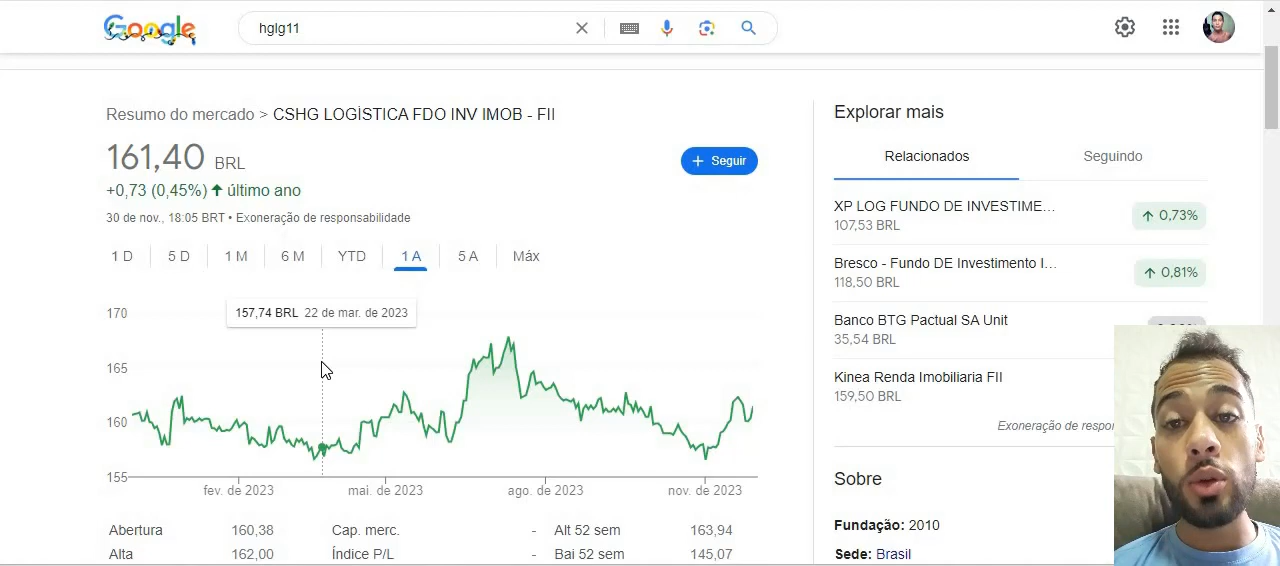 Google
hglg11
Resumo do mercado > CSHG LOGÍSTICA FDO INV IMOB - FII
161,40 BRL
+ Seguir
+0,73 (0,45%) ↑ último ano
30 de nov., 18:05 BRT • Exoneração de responsabilidade
1 D 5 D 1 M 6 M YTD 1 A 5 A Máx
157,74 BRL 22 de mar. de 2023
170
165
160
155
fev. de 2023 mai. de 2023 ago. de 2023 nov. de 2023
Abertura 160,38 Cap. merc. - Alt 52 sem 163,94
Alta 162,00 Índice P/L - Bai 52 sem 145,07
Explorar mais
Relacionados Seguindo
XP LOG FUNDO DE INVESTIME...
107,53 BRL
↑ 0,73%
Bresco - Fundo DE Investimento I...
118,50 BRL
↑ 0,81%
Banco BTG Pactual SA Unit
35,54 BRL
Kinea Renda Imobiliaria FII
159,50 BRL
Exoneração de respon
Sobre
Fundação: 2010
Sede: Brasil